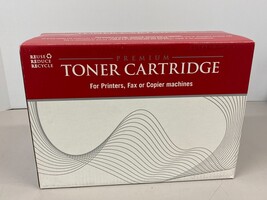 REUSE
REDUCE
RECYCLE
PREMIUM
TONER CARTRIDGE
For Printers, Fax or Copier machines